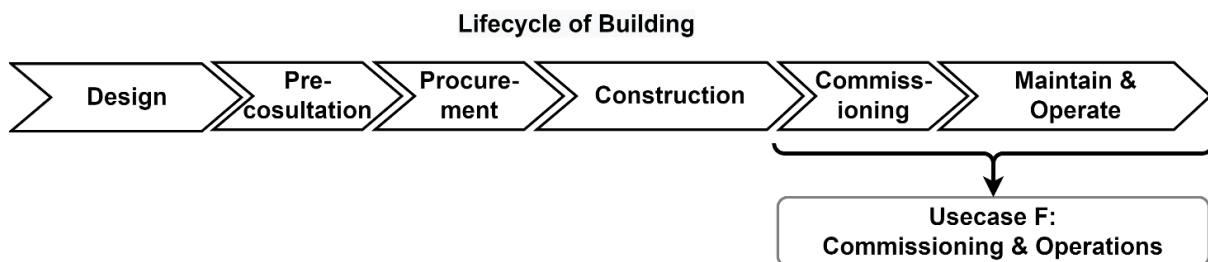 Lifecycle of Building
Design
Pre-
cosultation
Procure-
ment
Construction
Commiss-
ioning
Maintain &
Operate
Usecase F:
Commissioning & Operations